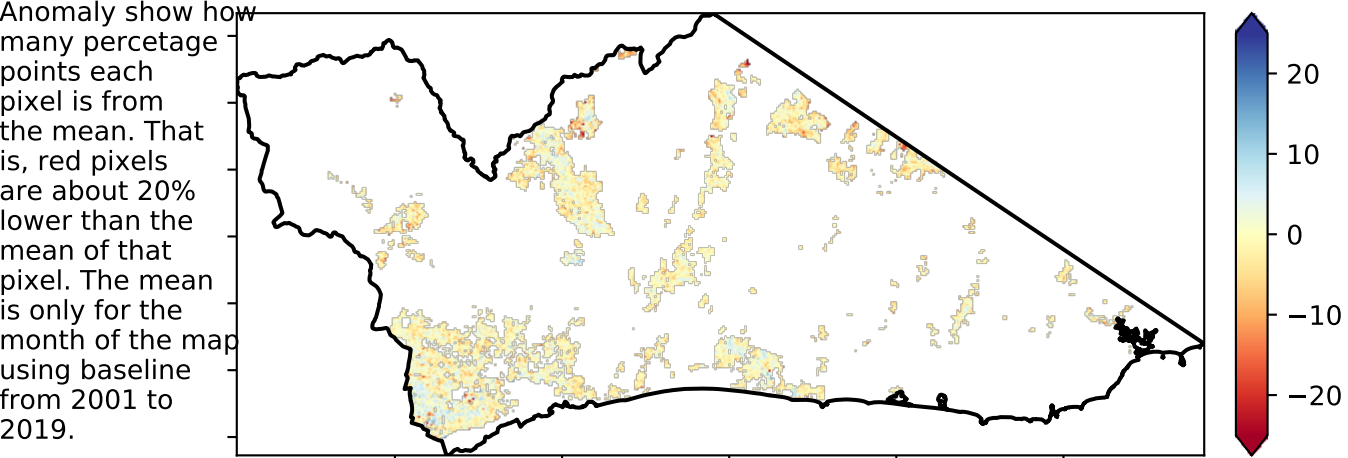 Anomaly show how
many percetage
points each
pixel is from
the mean. That
is, red pixels
are about 20%
lower than the
mean of that
pixel. The mean
is only for the
month of the map
using baseline
from 2001 to
2019.
20
10
0
−10
−20